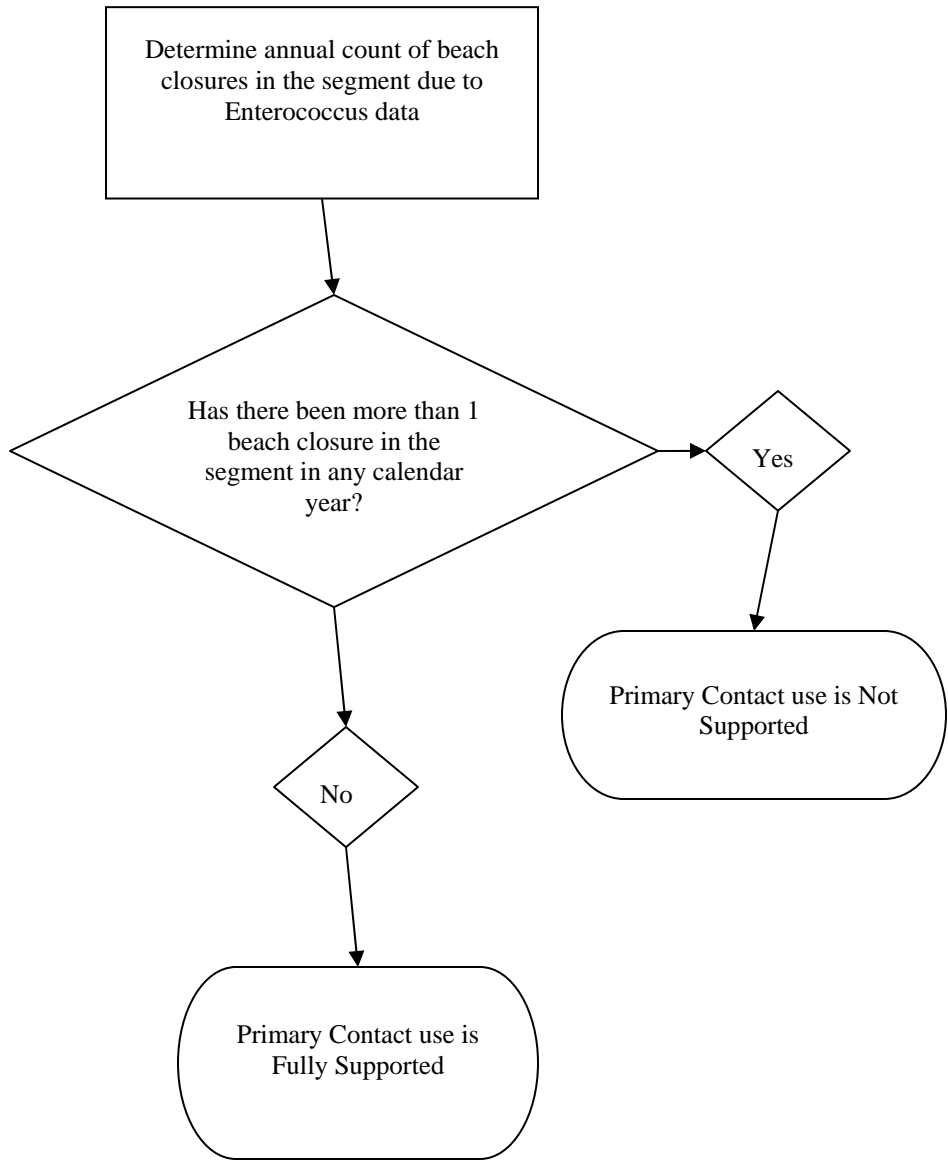 Determine annual count of beach
closures in the segment due to
Enterococcus data
Has there been more than 1
beach closure in the
segment in any calendar
year?
Yes
Primary Contact use is Not
Supported
No
Primary Contact use is
Fully Supported